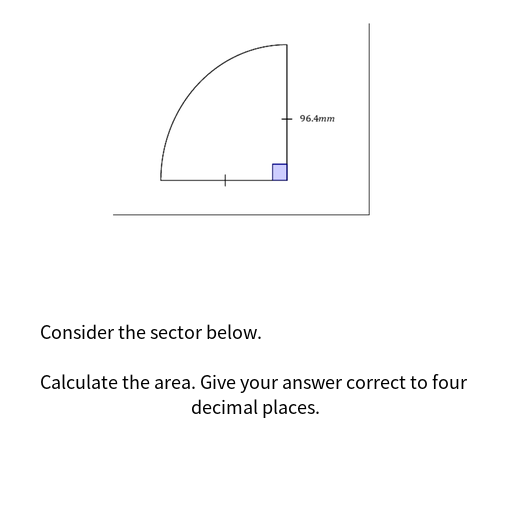 96.4mm
Consider the sector below.
Calculate the area. Give your answer correct to four
decimal places.